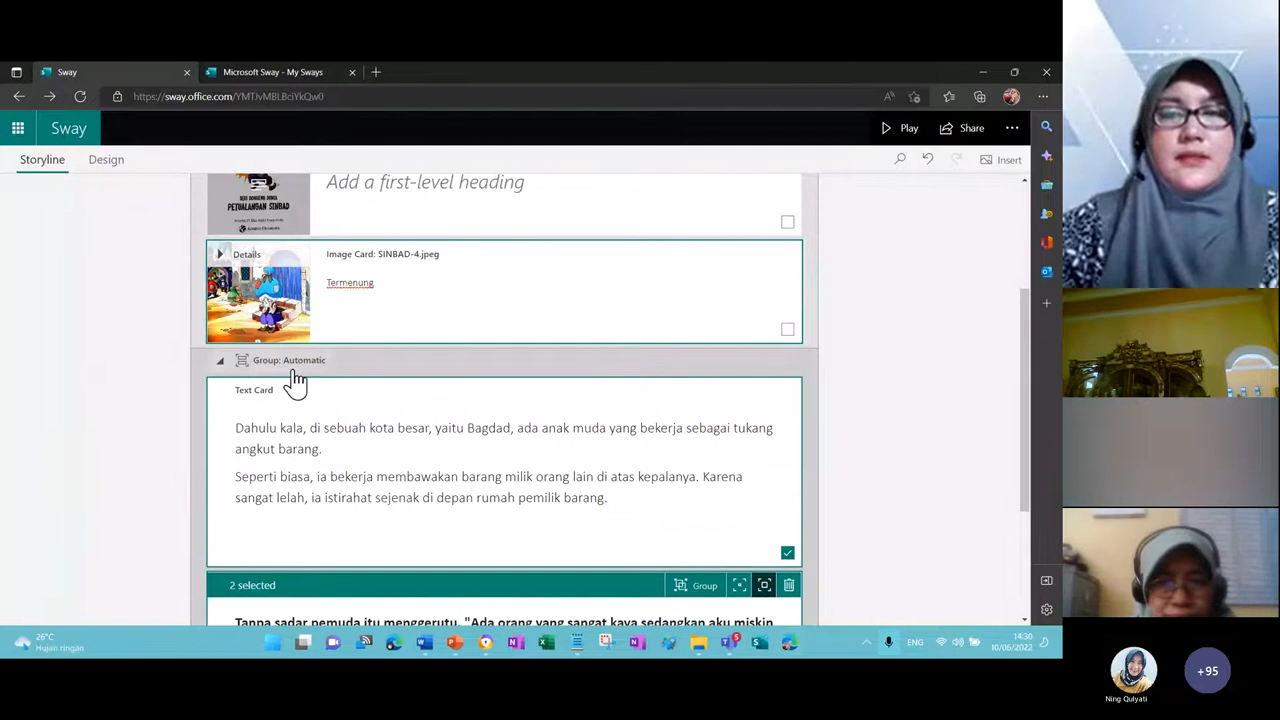 Sway
Microsoft Sway - My Sways
https://sway.office.com/YMTJvMBLBciYkQw0
Sway
Play
Share
Storyline
Design
Insert
Add a first-level heading
PETUALANGAN SINBAD
Details
Image Card: SINBAD-4.jpeg
Termenung
Group: Automatic
Text Card
Dahulu kala, di sebuah kota besar, yaitu Bagdad, ada anak muda yang bekerja sebagai tukang
angkut barang.
Seperti biasa, ia bekerja membawakan barang milik orang lain di atas kepalanya. Karena
sangat lelah, ia istirahat sejenak di depan rumah pemilik barang.
2 selected
Group
Tanpa sadar pemuda itu menggerutu, "Ada orang yang sangat kaya sedangkan aku miskin
26°C
Hujan ringan
5
ENG
14:30
10/06/2022
Ning Qulyati
+95